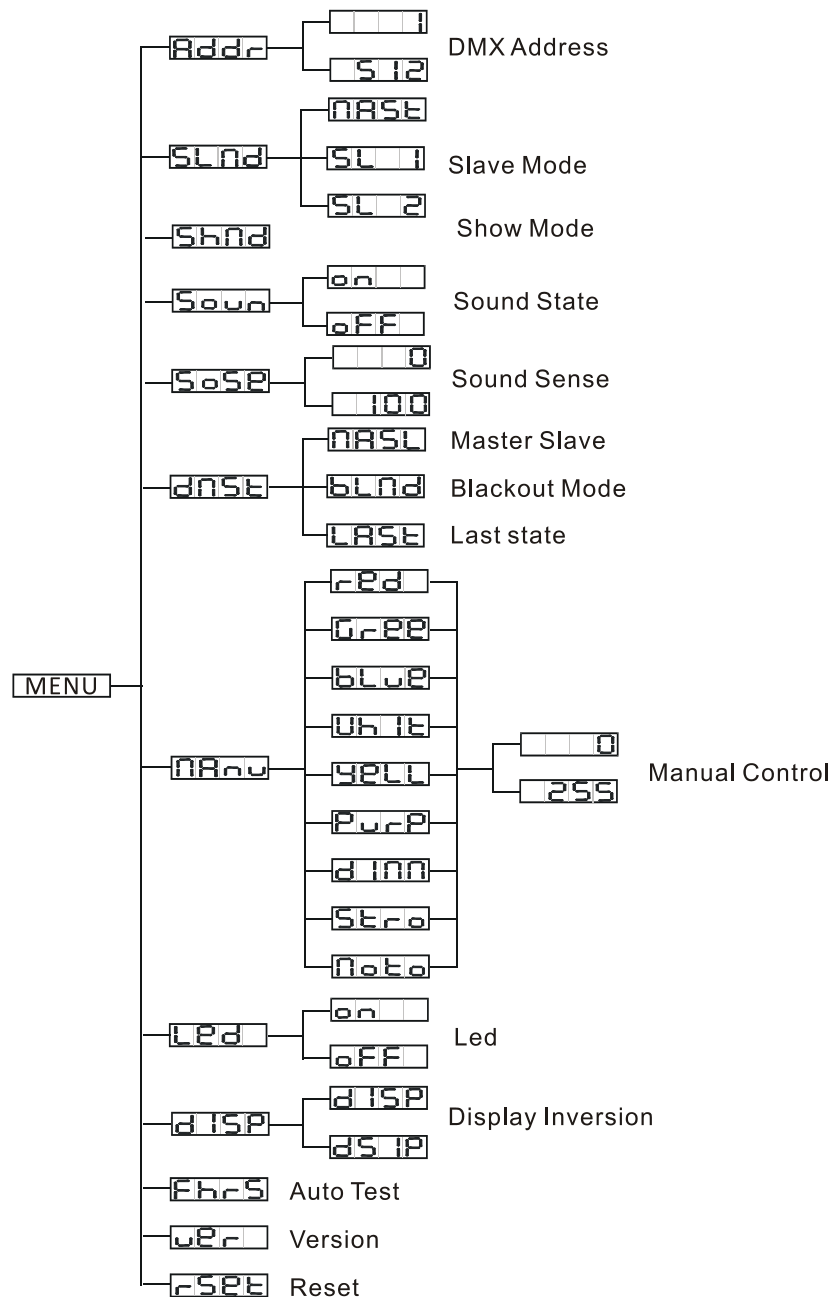 Addr
1
512
DMX Address
SLMd
MASt
SL 1
SL 2
Slave Mode
ShMd
Show Mode
Soun
on
oFF
Sound State
SoSe
0
100
Sound Sense
dMSt
MASL
Master Slave
bLMd
Blackout Mode
LASt
Last state
MENU
MAnu
red
Gree
bLue
Uhit
YeLL
PurP
diMM
Stro
Moto
0
255
Manual Control
Led
on
oFF
Led
diSP
diSP
dSiP
Display Inversion
FhrS
Auto Test
ver
Version
rSet
Reset